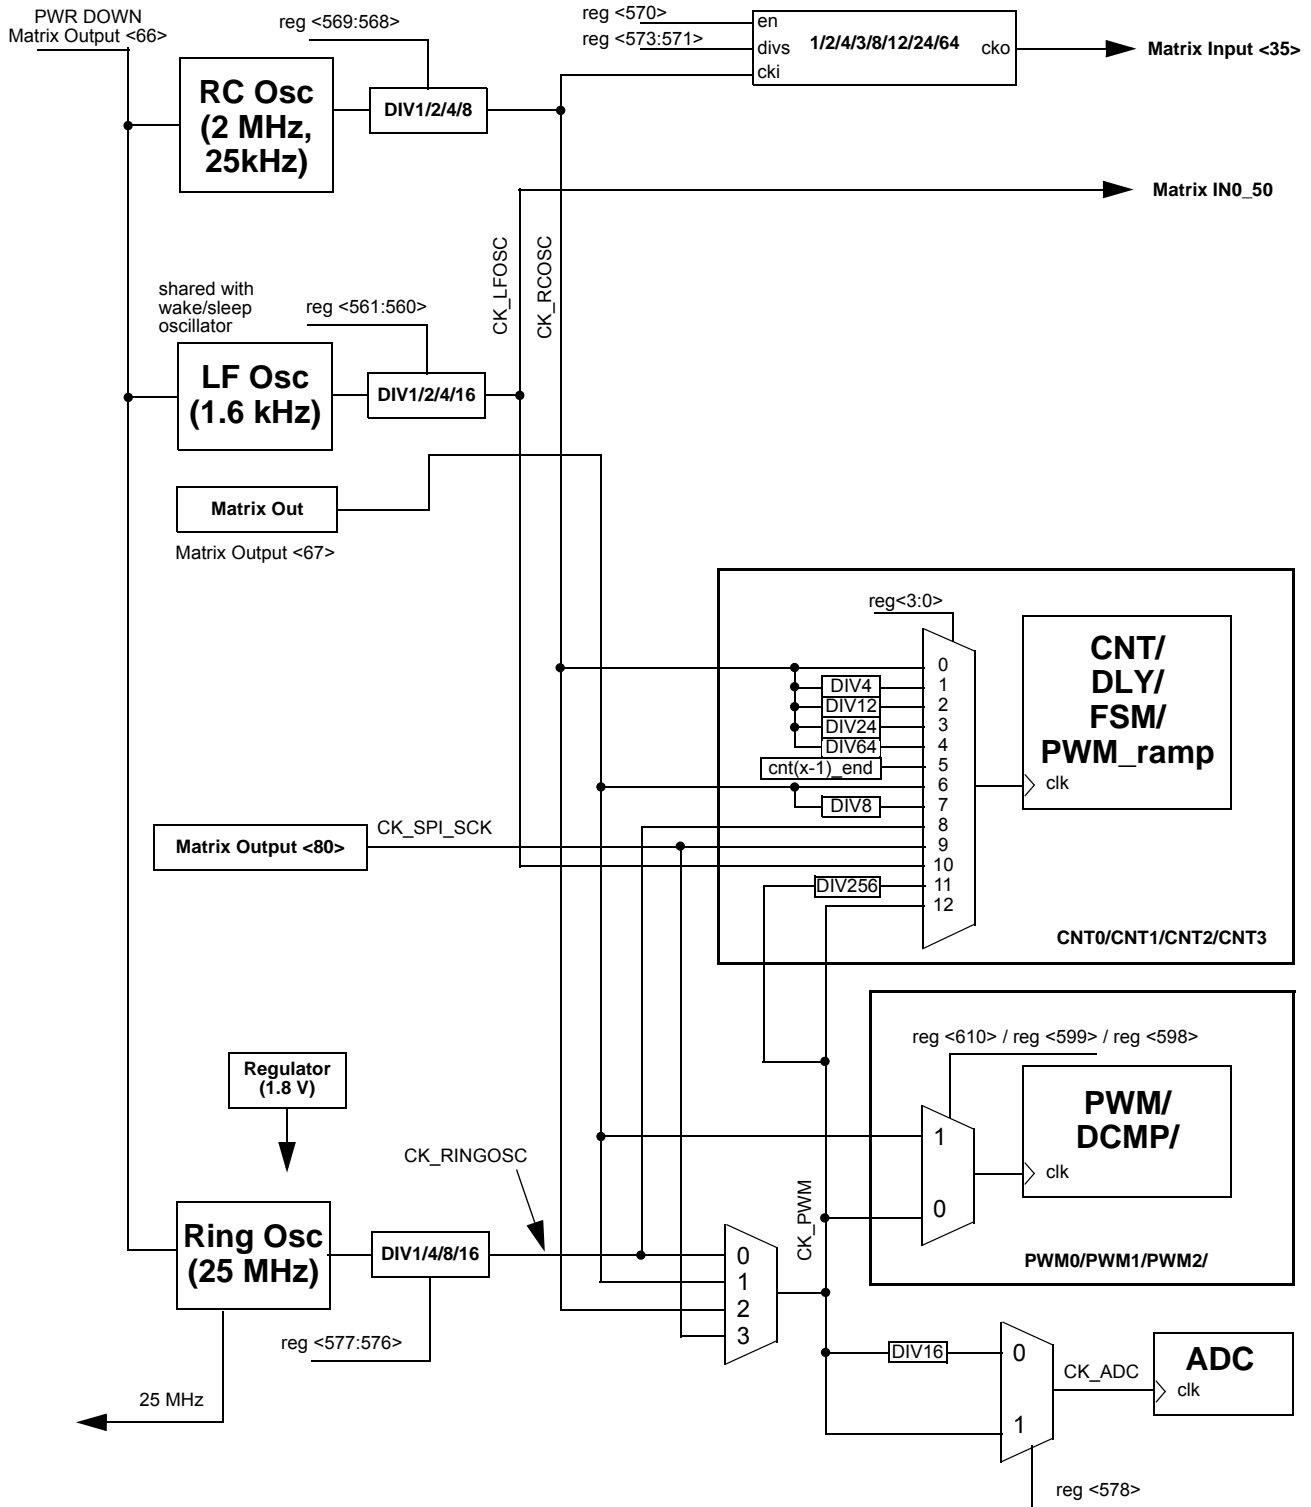 PWR DOWN
Matrix Output <66>
reg <569:568>
RC Osc
(2 MHz,
25kHz)
DIV1/2/4/8
reg <570>
reg <573:571>
en
divs
cki
1/2/4/3/8/12/24/64
cko
Matrix Input <35>
Matrix IN0_50
CK_LFOSC
CK_RCOSC
shared with
wake/sleep
oscillator
reg <561:560>
LF Osc
(1.6 kHz)
DIV1/2/4/16
Matrix Out
Matrix Output <67>
reg<3:0>
0
DIV4 1
DIV12 2
DIV24 3
DIV64 4
cnt(x-1)_end 5
6
DIV8 7
8
9
10
DIV256 11
12
CNT/
DLY/
FSM/
PWM_ramp
clk
CNT0/CNT1/CNT2/CNT3
Matrix Output <80>
CK_SPI_SCK
reg <610> / reg <599> / reg <598>
1
0
PWM/
DCMP/
clk
PWM0/PWM1/PWM2/
Regulator
(1.8 V)
CK_RINGOSC
CK_PWM
Ring Osc
(25 MHz)
DIV1/4/8/16
reg <577:576>
25 MHz
0
1
2
3
DIV16
0
1
CK_ADC
ADC
clk
reg <578>